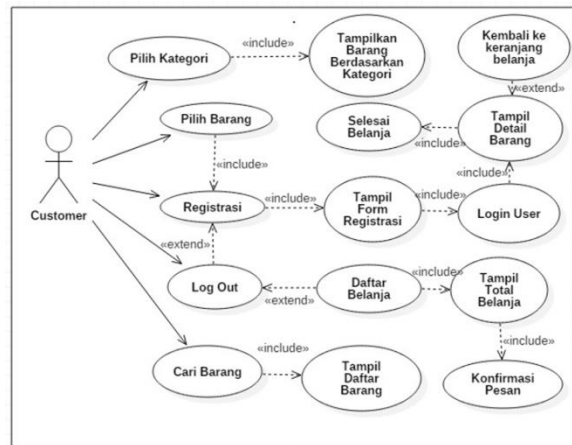 Pilih Kategori
«include»
Tampilkan
Barang
Berdasarkan
Kategori
Kembali ke
keranjang
belanja
«extend»
Pilih Barang
«include»
Selesai
Belanja
«include»
Tampil
Detail
Barang
«include»
Customer
Registrasi
«include»
Tampil
Form
Registrasi
«include»
Login User
«extend»
Log Out
«extend»
Daftar
Belanja
«include»
Tampil
Total
Belanja
«include»
Cari Barang
«include»
Tampil
Daftar
Barang
Konfirmasi
Pesan